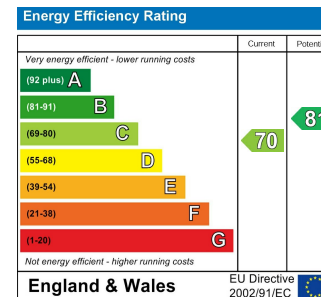 Energy Efficiency Rating
Current Potenti
Very energy efficient - lower running costs
(92 plus) A
(81-91) B
(69-80) C
(55-68) D
(39-54) E
(21-38) F
(1-20) G
70
81
Not energy efficient - higher running costs
England & Wales
EU Directive
2002/91/EC